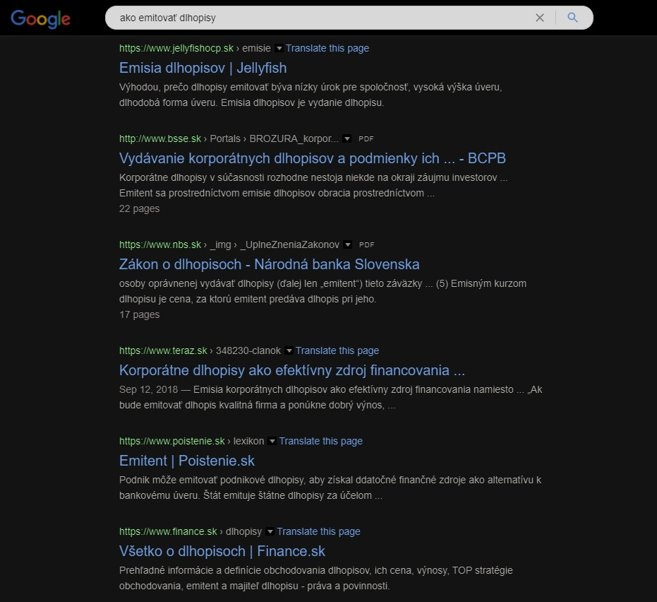 Google
ako emitovať dlhopisy
https://www.jellyfishocp.sk › emisie Translate this page
Emisia dlhopisov | Jellyfish
Výhodou, prečo dlhopisy emitovať býva nízky úrok pre spoločnosť, vysoká výška úveru,
dlhodobá forma úveru. Emisia dlhopisov je vydanie dlhopisu.
http://www.bsse.sk › Portals › BROZURA_korpor... PDF
Vydávanie korporátnych dlhopisov a podmienky ich ... - BCPB
Korporátne dlhopisy v súčasnosti rozhodne nestoja niekde na okraji záujmu investorov ...
Emitent sa prostredníctvom emisie dlhopisov obracia prostredníctvom ...
22 pages
https://www.nbs.sk › _img › _UplneZneniaZakonov PDF
Zákon o dlhopisoch - Národná banka Slovenska
osoby oprávnenej vydávať dlhopisy (ďalej len „emitent“) tieto záväzky ... (5) Emisným kurzom
dlhopisu je cena, za ktorú emitent predáva dlhopis pri jeho.
17 pages
https://www.teraz.sk › 348230-clanok Translate this page
Korporátne dlhopisy ako efektívny zdroj financovania ...
Sep 12, 2018 — Emisia korporátnych dlhopisov ako efektívny zdroj financovania namiesto ... „Ak
bude emitovať dlhopis kvalitná firma a ponúkne dobrý výnos, ...
https://www.poistenie.sk › lexikon Translate this page
Emitent | Poistenie.sk
Podnik môže emitovať podnikové dlhopisy, aby získal ddatočné finančné zdroje ako alternatívu k
bankovému úveru. Štát emituje štátne dlhopisy za účelom ...
https://www.finance.sk › dlhopisy Translate this page
Všetko o dlhopisoch | Finance.sk
Prehľadné informácie a definície obchodovania dlhopisov, ich cena, výnosy, TOP stratégie
obchodovania, emitent a majiteľ dlhopisu - práva a povinnosti.